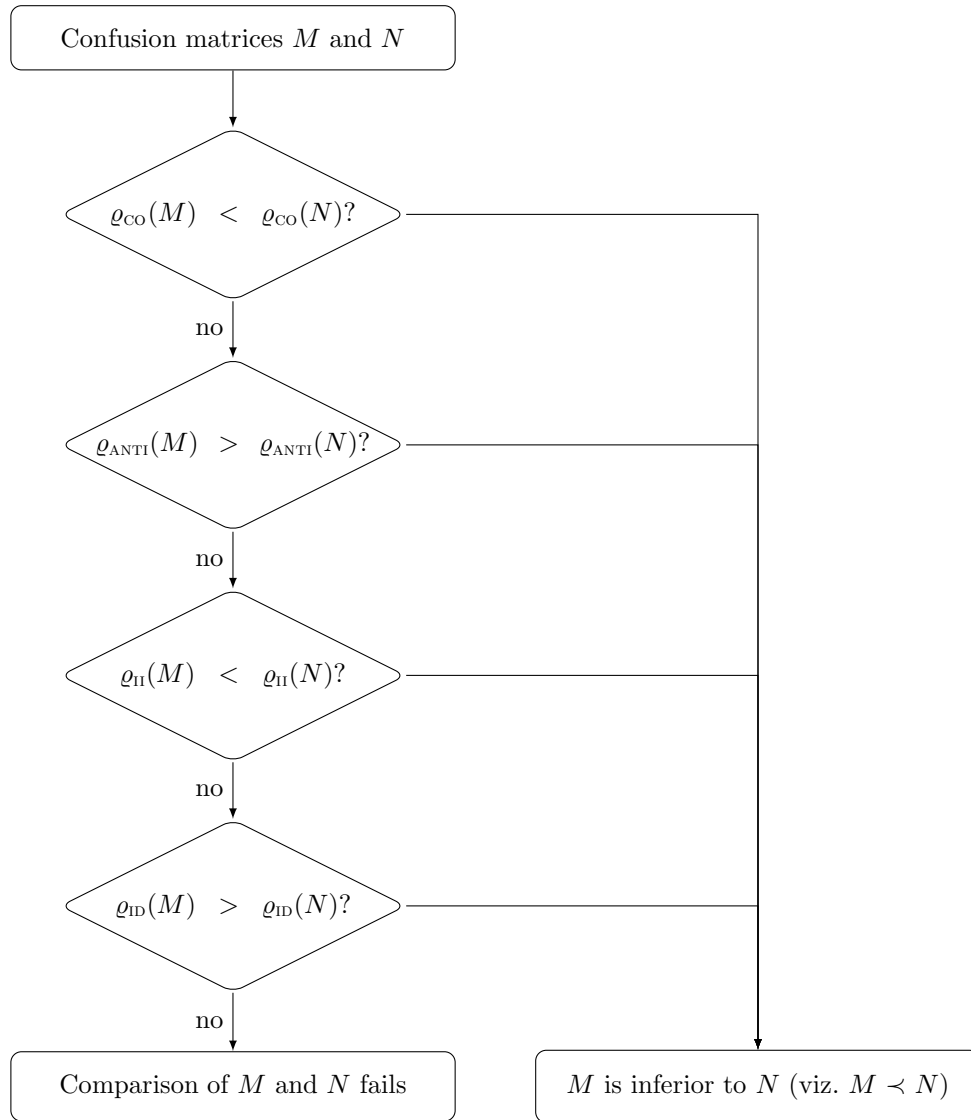 Confusion matrices M and N
ϱCO(M) < ϱCO(N)?
no
ϱANTI(M) > ϱANTI(N)?
no
ϱII(M) < ϱII(N)?
no
ϱID(M) > ϱID(N)?
no
Comparison of M and N fails
M is inferior to N (viz. M ≺ N)